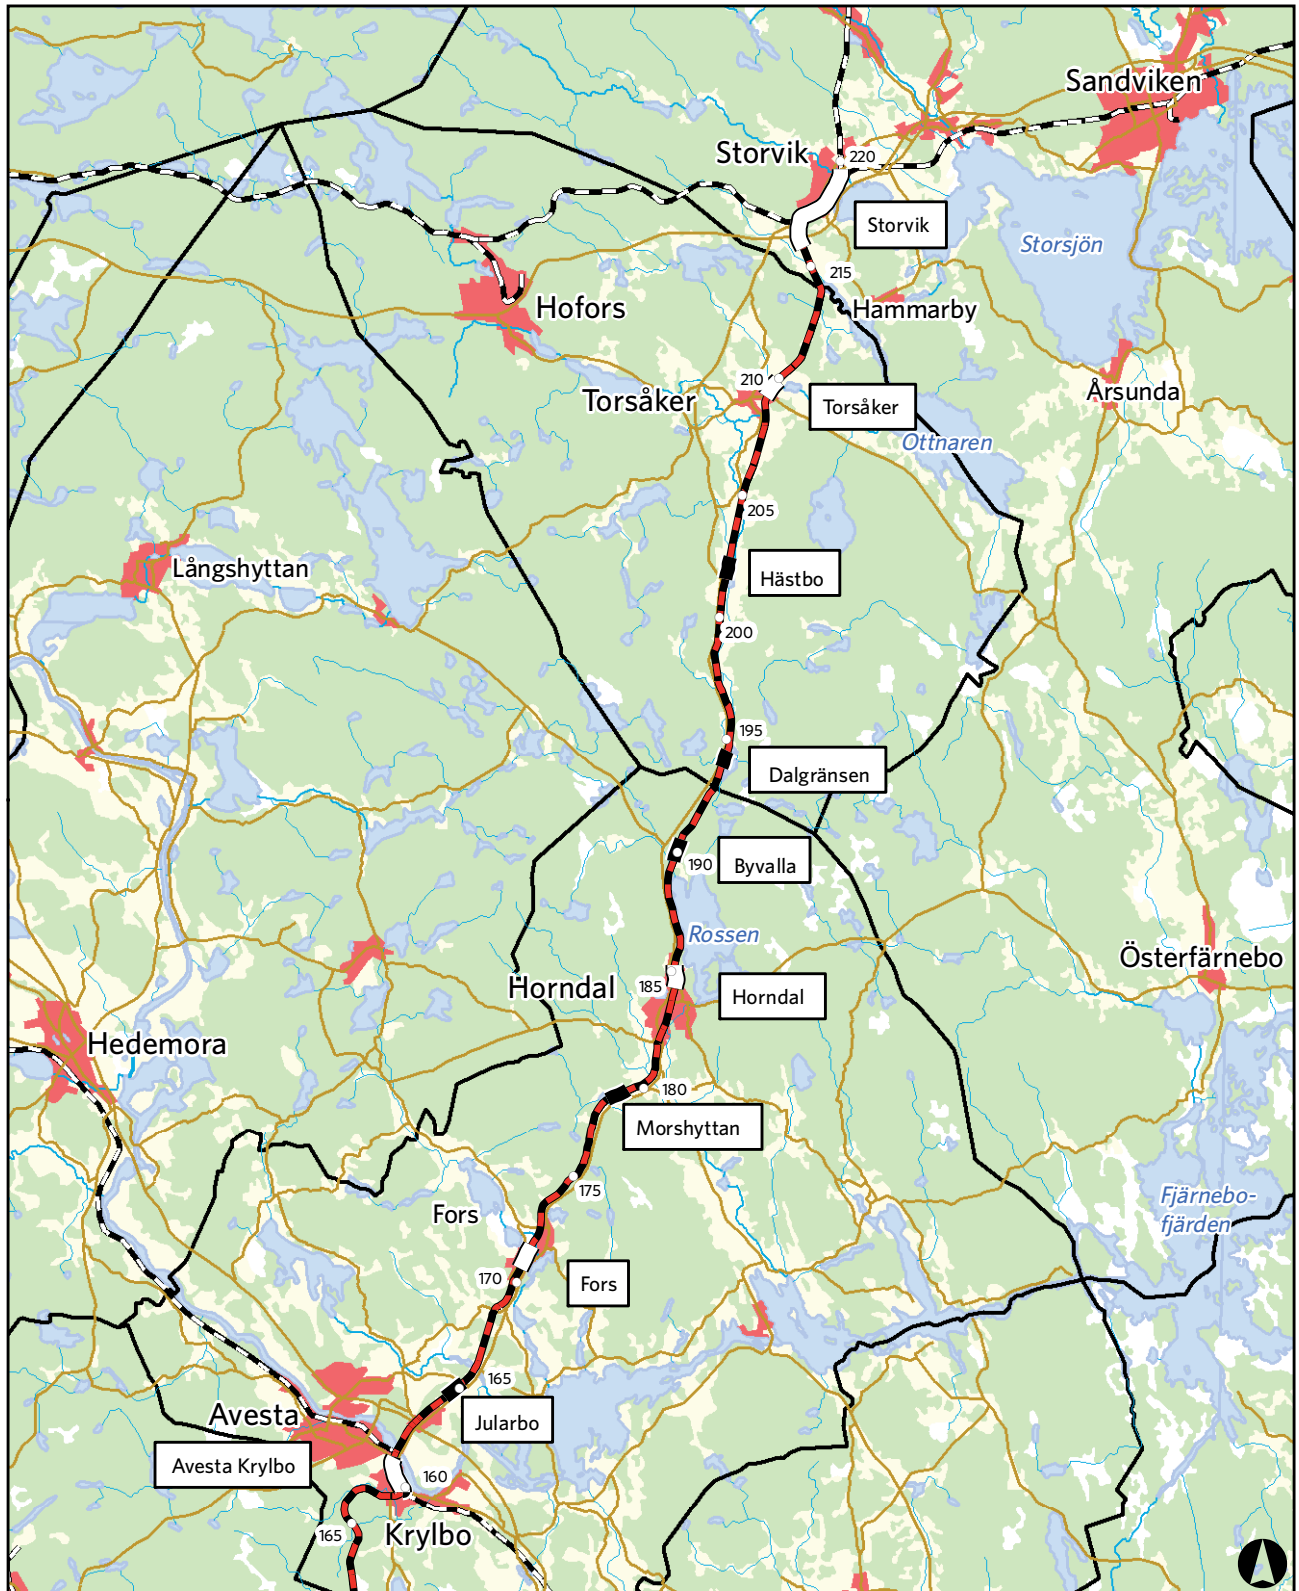 Sandviken
Storvik
220
Storvik
Storsjön
215
Hammarby
Hofors
210
Torsåker
Torsåker
Årsunda
Ottnaren
205
Långshyttan
Hästbo
200
195
Dalgränsen
190
Byvalla
Rossen
Österfärnebo
Horndal
185
Horndal
Hedemora
180
Morshyttan
175
Fors
Fjärnebo-
fjärden
170
Fors
165
Avesta
Jularbo
Avesta Krylbo
160
165
Krylbo